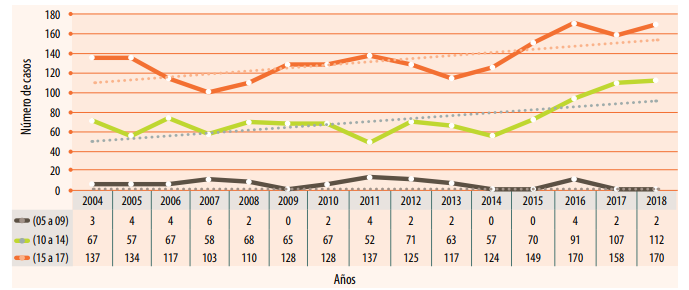 Número de casos
180
160
140
120
100
80
60
40
20
0
2004 2005 2006 2007 2008 2009 2010 2011 2012 2013 2014 2015 2016 2017 2018
(05 a 09) 3 4 4 6 2 0 2 4 2 2 0 0 4 2 2
(10 a 14) 67 57 67 58 68 65 67 52 71 63 57 70 91 107 112
(15 a 17) 137 134 117 103 110 128 128 137 125 117 124 149 170 158 170
Años